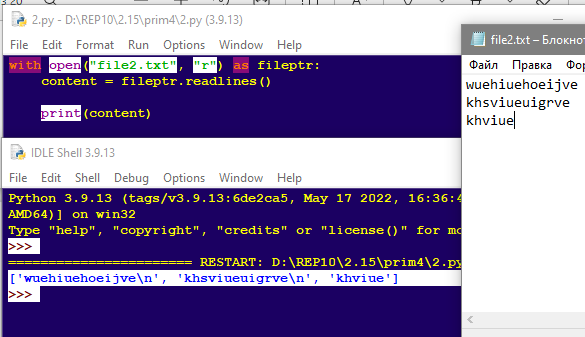 2.py - D:\REP10\2.15\prim4\2.py (3.9.13)
File Edit Format Run Options Window Help
with open("file2.txt", "r") as fileptr:
    content = fileptr.readlines()
    print(content)
IDLE Shell 3.9.13
File Edit Shell Debug Options Window Help
Python 3.9.13 (tags/v3.9.13:6de2ca5, May 17 2022, 16:36:4
AMD64)] on win32
Type "help", "copyright", "credits" or "license()" for mo
>>>
======================== RESTART: D:\REP10\2.15\prim4\2.py
['wuehiuehoeijve\n', 'khsviueuigrve\n', 'khviue']
>>>
file2.txt – Блокнот
Файл Правка Фор
wuehiuehoeijve
khsviueuigrve
khviue